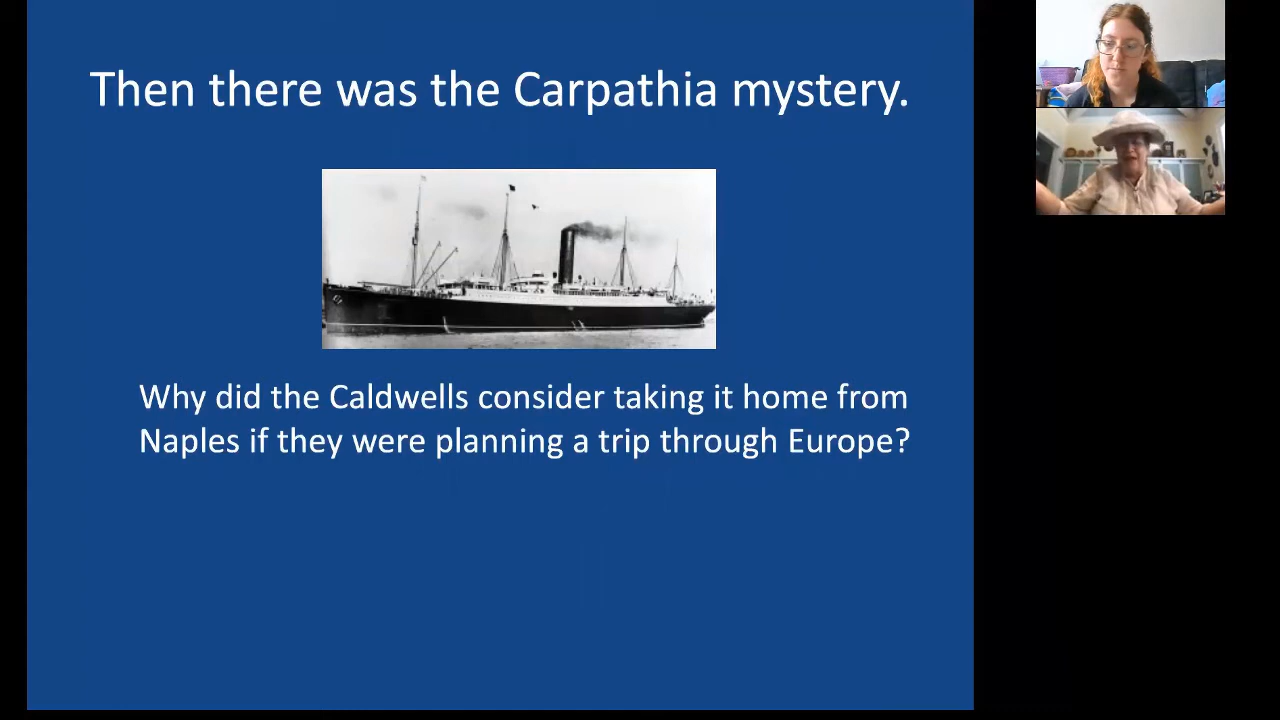 Then there was the Carpathia mystery.
Why did the Caldwells consider taking it home from
Naples if they were planning a trip through Europe?